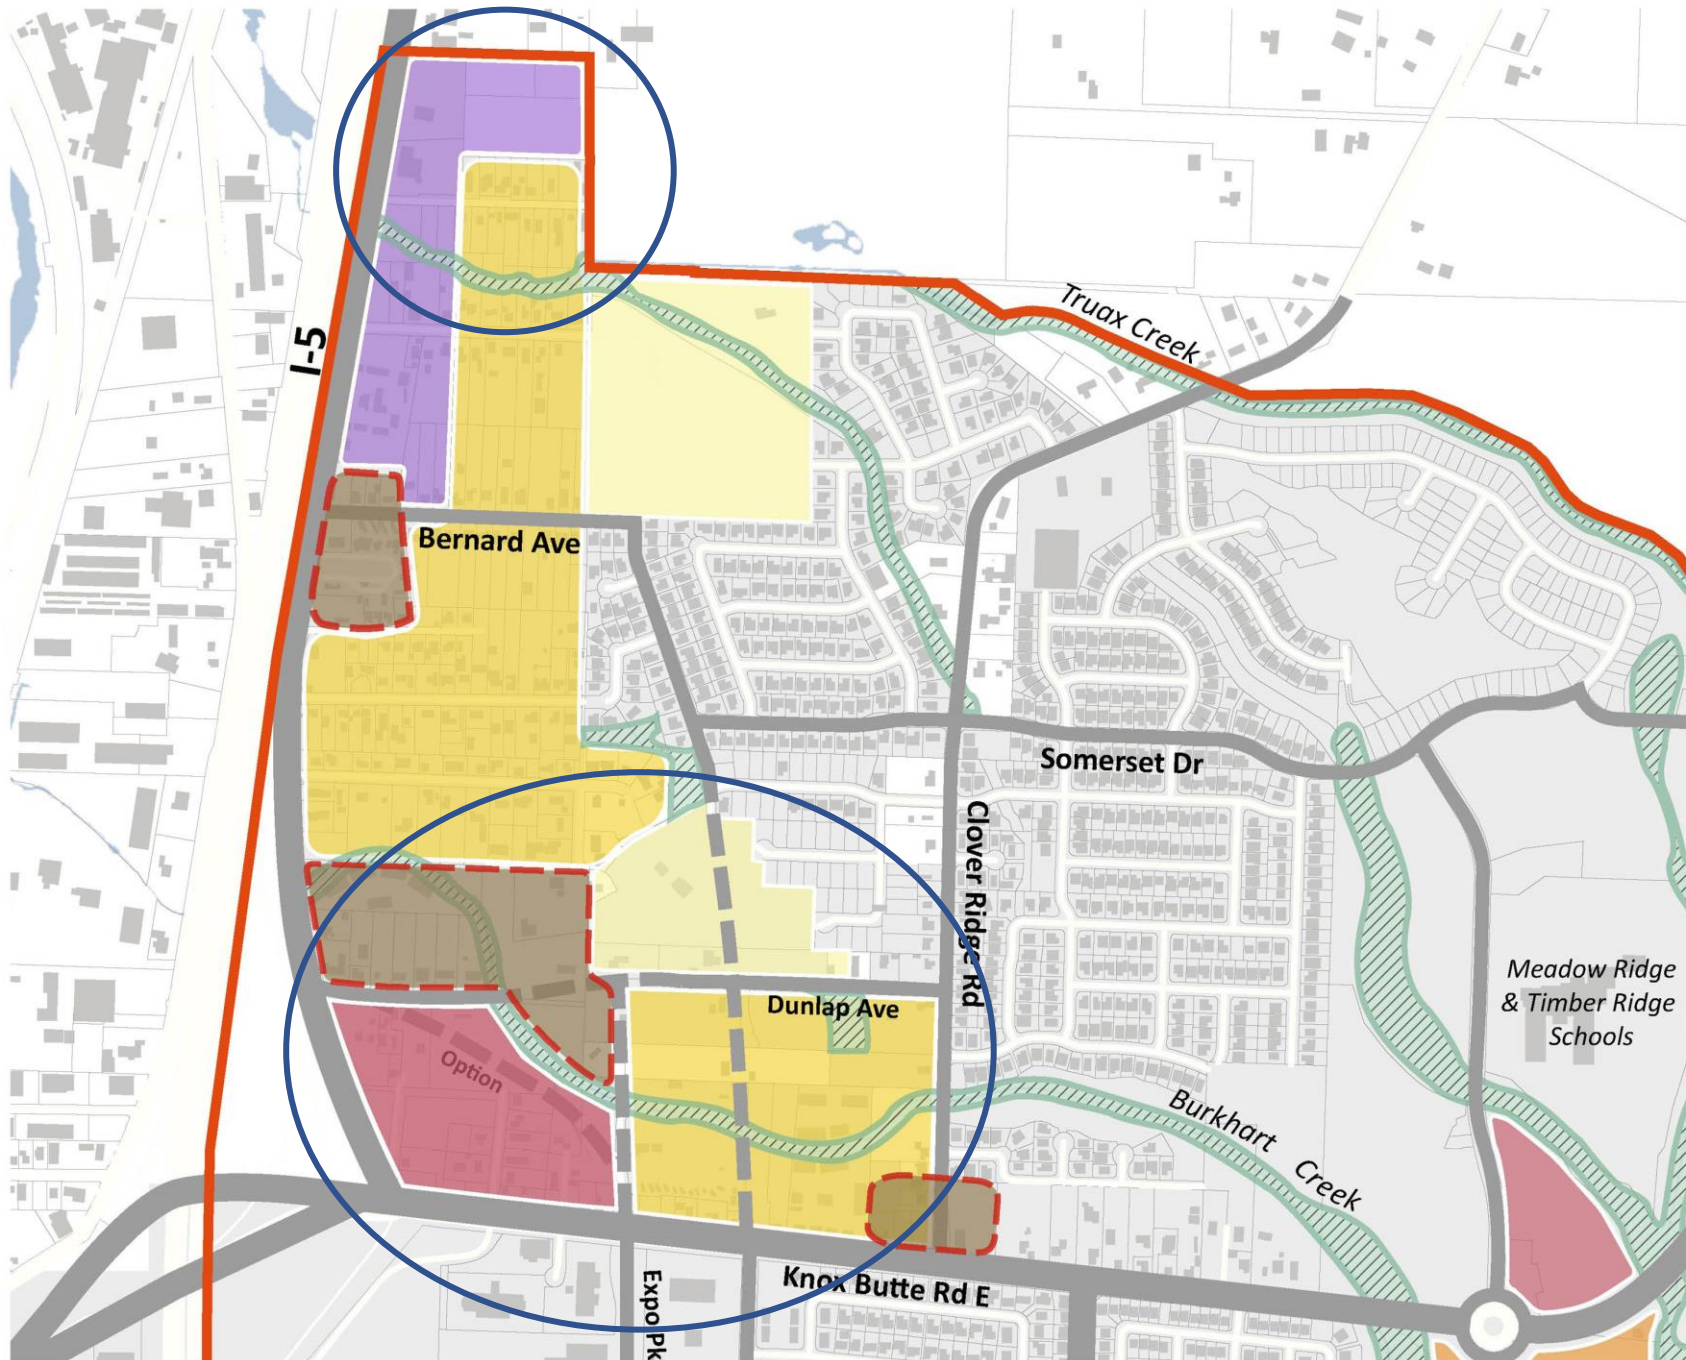 Truax Creek
I-5
Bernard Ave
Somerset Dr
Clover Ridge Rd
Meadow Ridge
& Timber Ridge
Schools
Dunlap Ave
Option
Burkhart
Creek
Knox Butte Rd E
Expo Pk